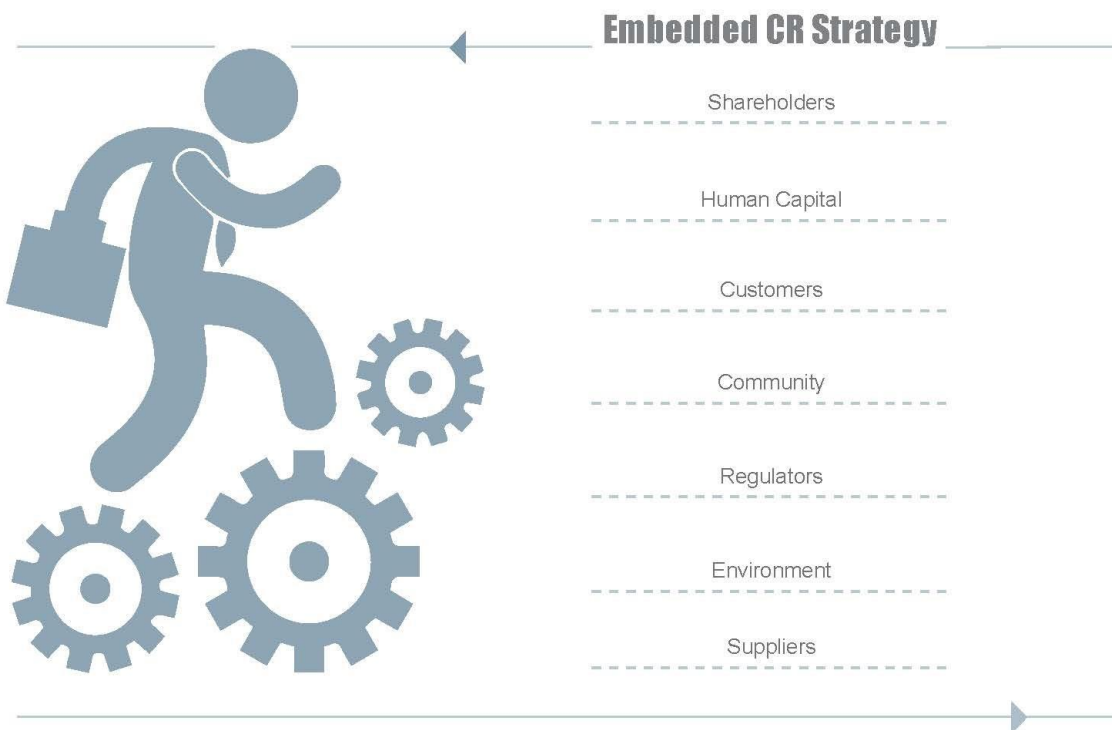 Embedded CR Strategy
Shareholders
Human Capital
Customers
Community
Regulators
Environment
Suppliers